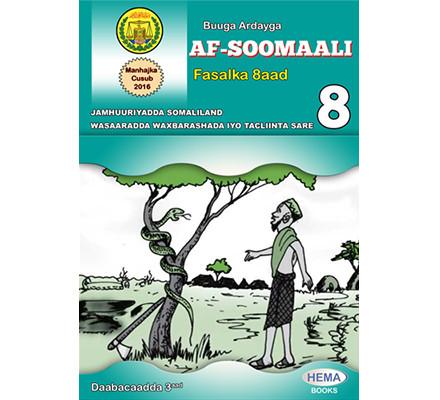 Buuga Ardayga
AF-SOOMAALI
Fasalka 8aad
Manhajka
Cusub
2016
8
JAMHUURIYADDA SOMALILAND
WASAARADDA WAXBARASHADA IYO TACLIINTA SARE
Daabacaadda 3aad
HEMA
BOOKS